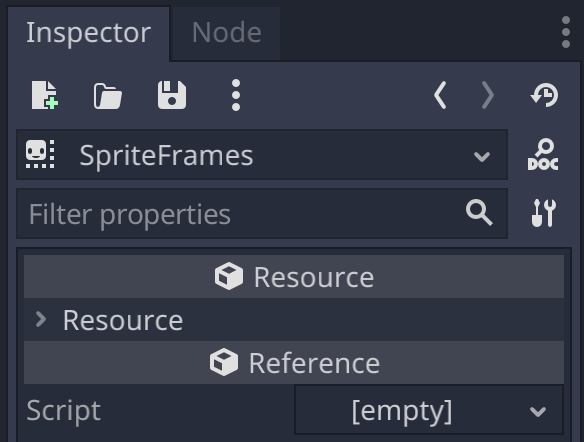 Inspector Node
SpriteFrames
DOC
Filter properties
Resource
Resource
Reference
Script [empty]